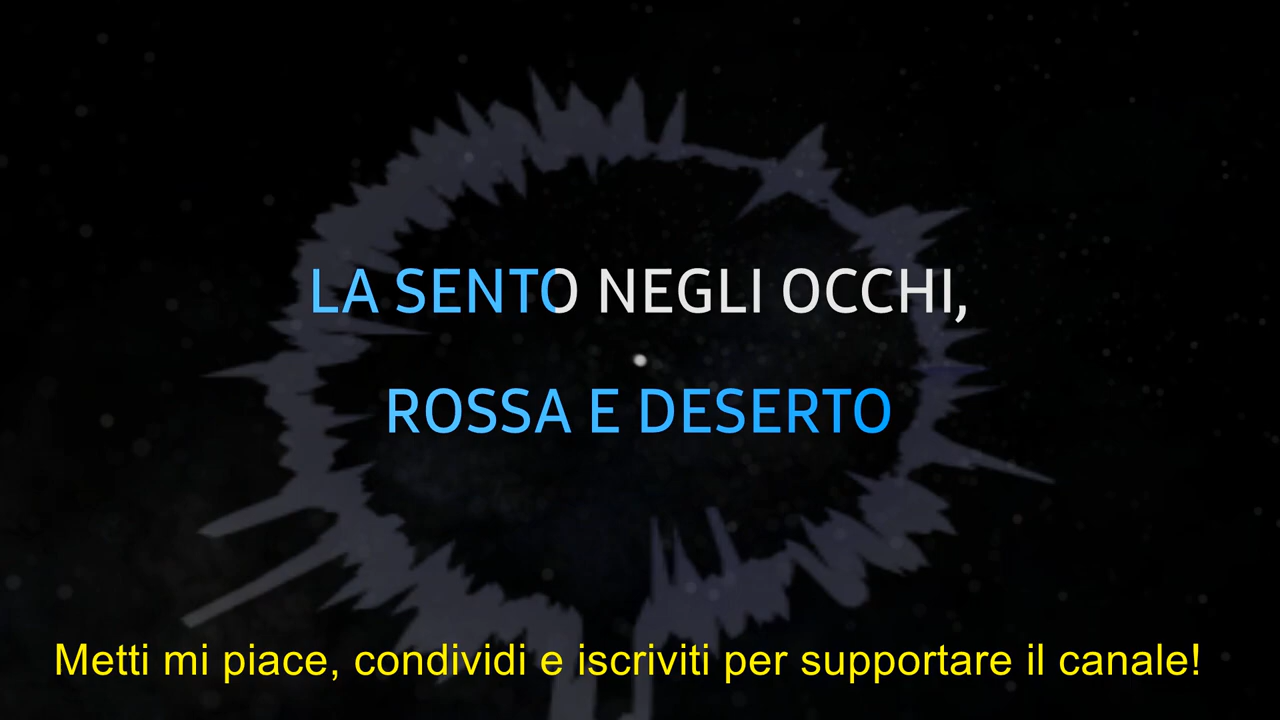 LA SENTO NEGLI OCCHI,
ROSSA E DESERTO
Metti mi piace, condividi e iscriviti per supportare il canale!